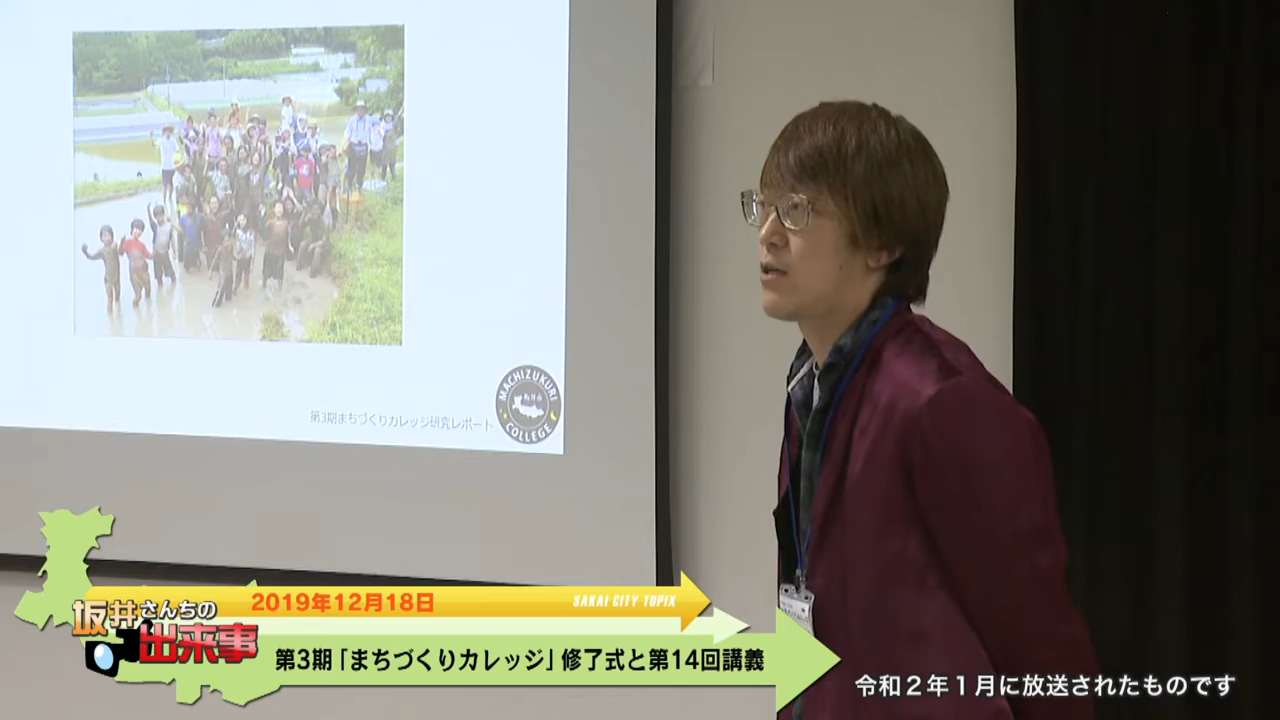 第3期まちづくりカレッジ研究レポート
MACHIZUKURI
坂井市
COLLEGE
坂井さんちの
出来事
2019年12月18日
SAKAI CITY TOPIX
第3期「まちづくりカレッジ」修了式と第14回講義
令和２年１月に放送されたものです